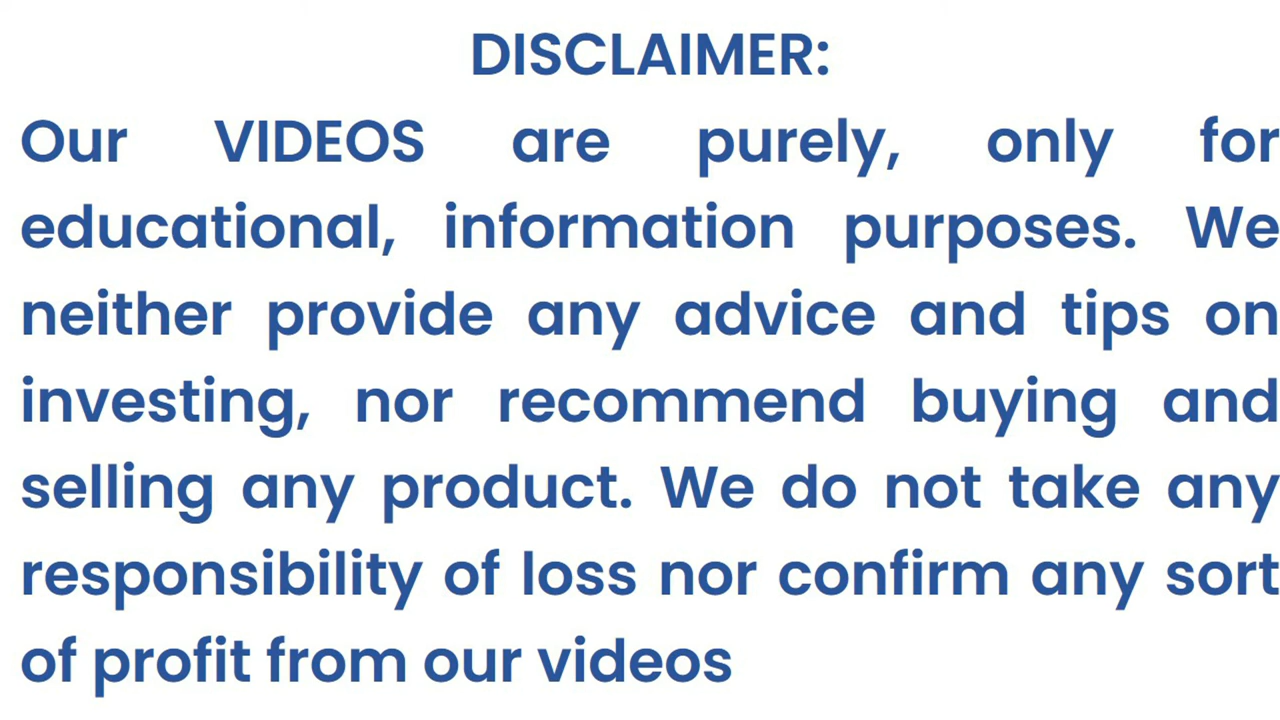 DISCLAIMER:
Our VIDEOS are purely, only for
educational, information purposes. We
neither provide any advice and tips on
investing, nor recommend buying and
selling any product. We do not take any
responsibility of loss nor confirm any sort
of profit from our videos